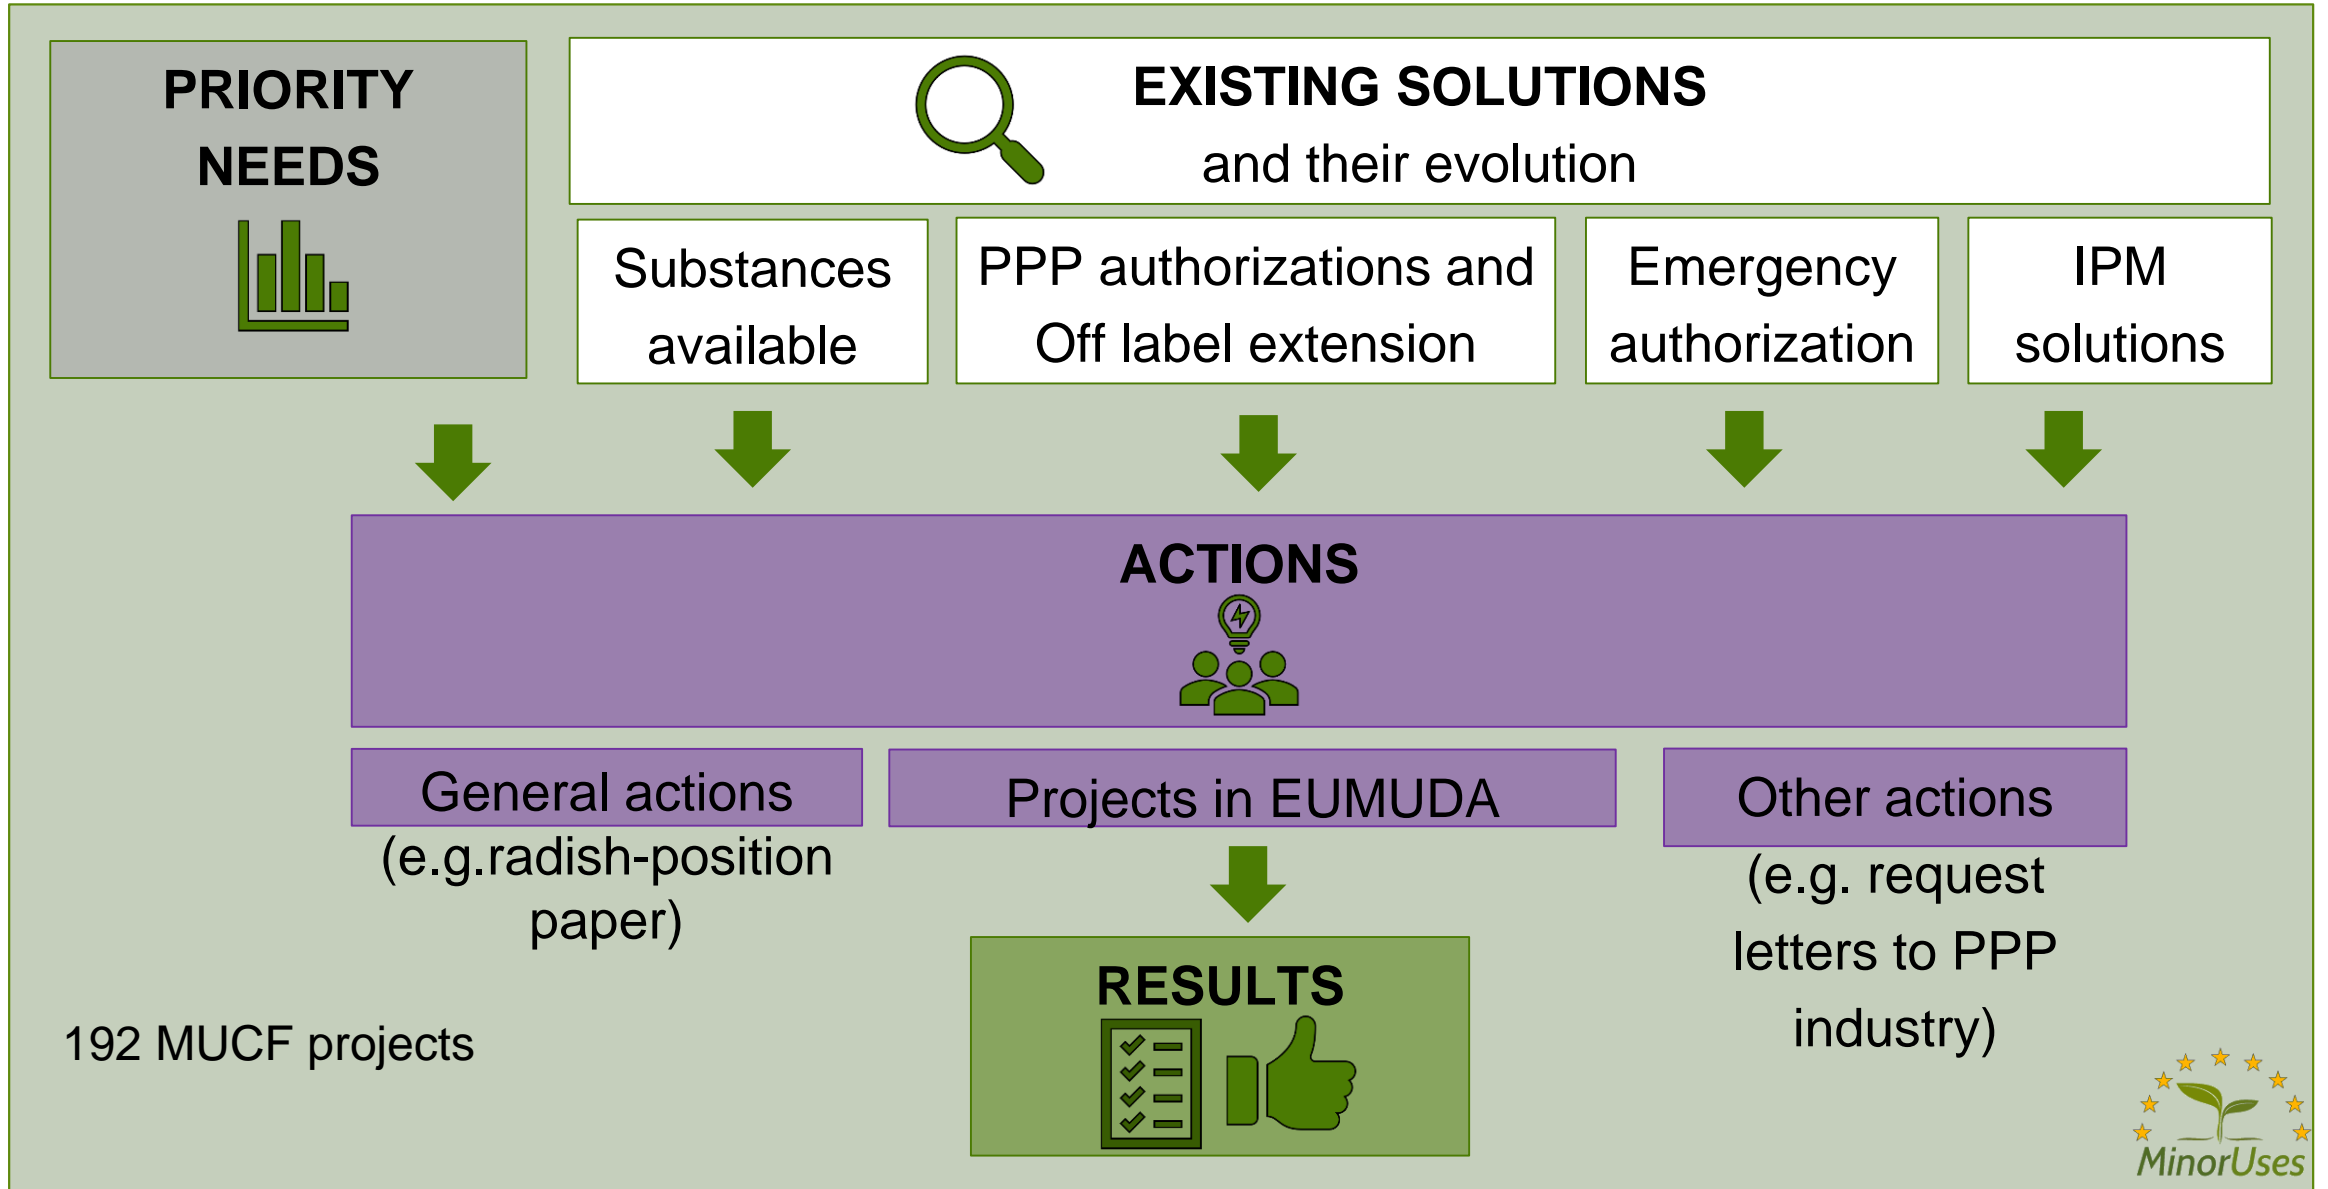 PRIORITY
NEEDS
EXISTING SOLUTIONS
and their evolution
Substances
available
PPP authorizations and
Off label extension
Emergency
authorization
IPM
solutions
ACTIONS
General actions
(e.g.radish-position
paper)
Projects in EUMUDA
Other actions
(e.g. request
letters to PPP
industry)
RESULTS
192 MUCF projects
MinorUses